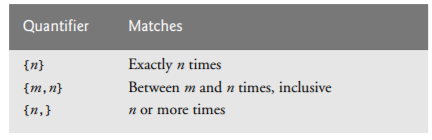 Quantifier Matches
{n} Exactly n times
{m,n} Between m and n times, inclusive
{n,} n or more times